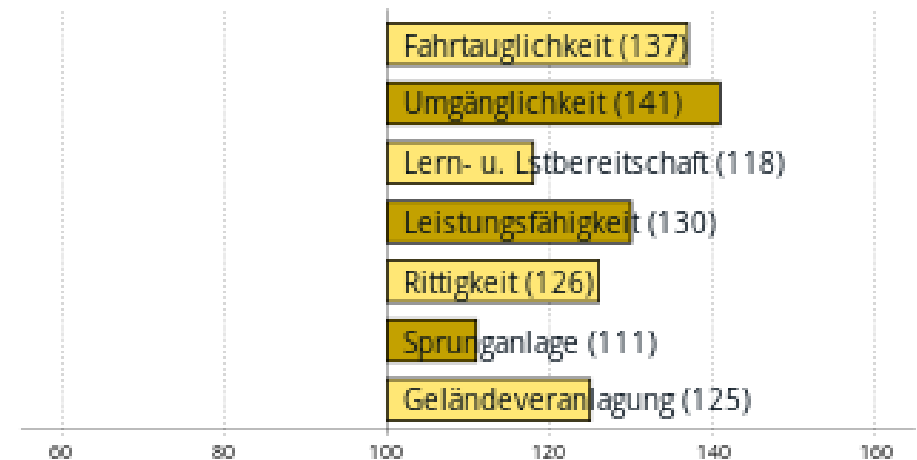 Fahrtauglichkeit (137)
Umgänglichkeit (141)
Lern- u. Lstbereitschaft (118)
Leistungsfähigkeit (130)
Rittigkeit (126)
Sprunganlage (111)
Geländeveranlagung (125)
60 80 100 120 140 160